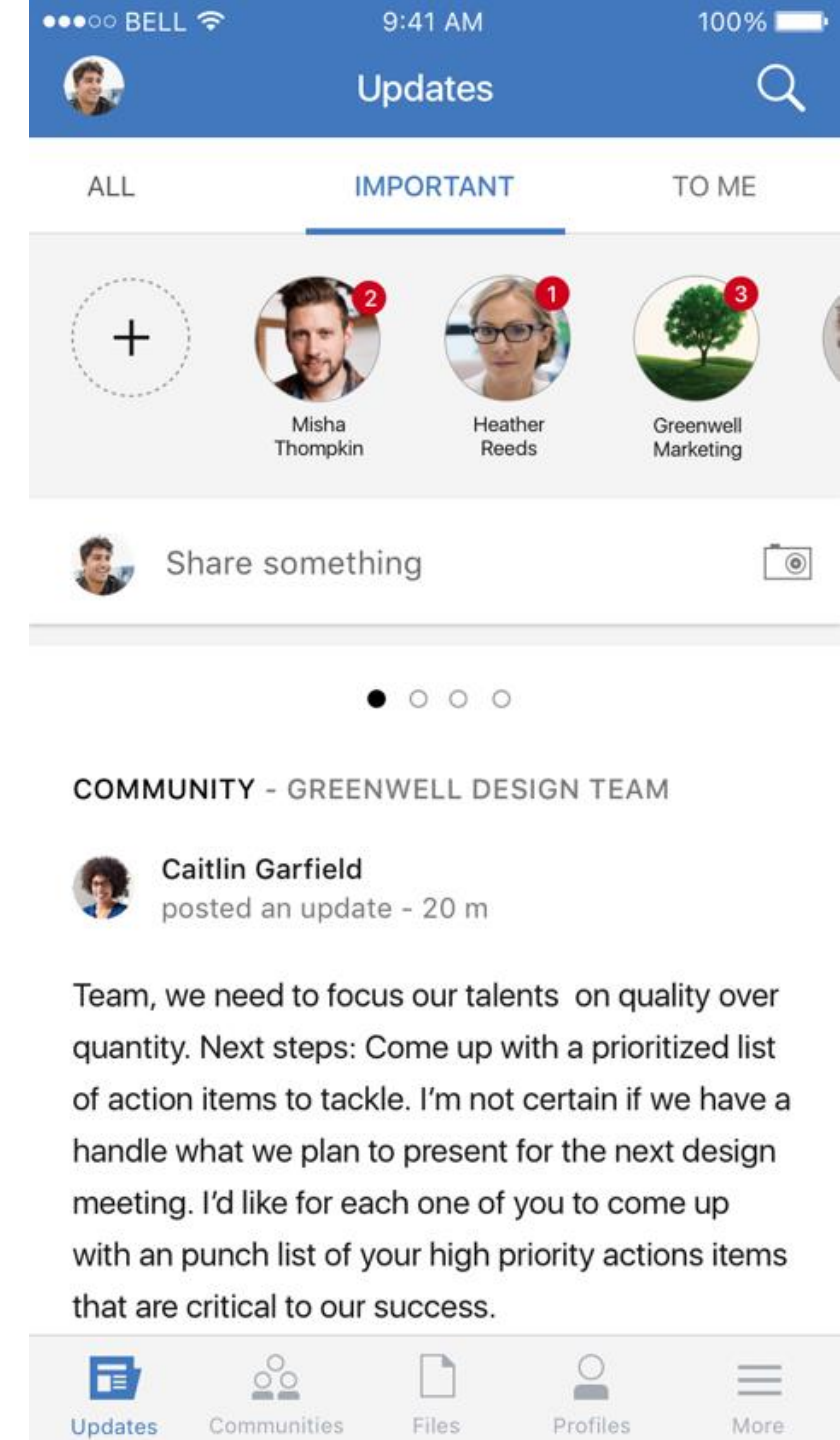 BELL 9:41 AM 100%
Updates
ALL IMPORTANT TO ME
2 1 3
Misha Heather Greenwell
Thompkin Reeds Marketing
Share something
COMMUNITY - GREENWELL DESIGN TEAM
Caitlin Garfield
posted an update - 20 m
Team, we need to focus our talents  on quality over
quantity. Next steps: Come up with a prioritized list
of action items to tackle. I’m not certain if we have a
handle what we plan to present for the next design
meeting. I’d like for each one of you to come up
with an punch list of your high priority actions items
that are critical to our success.
Updates Communities Files Profiles More